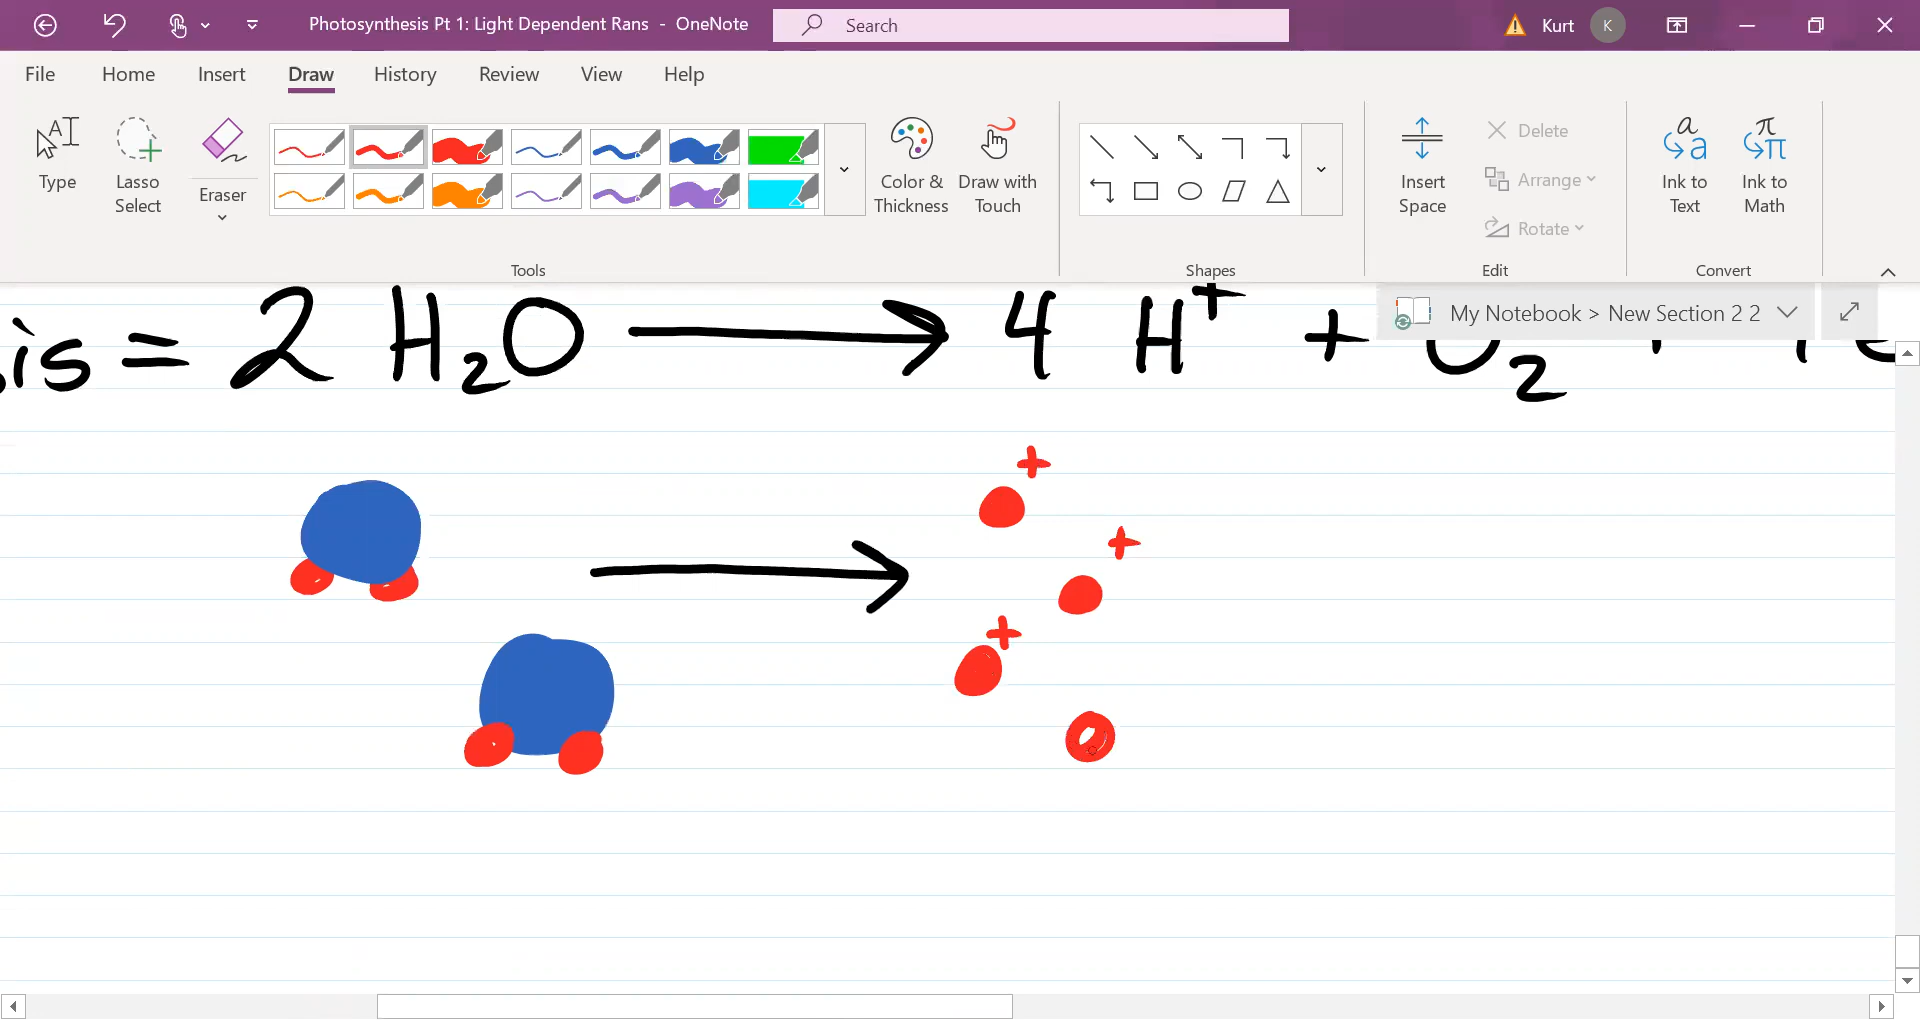 Photosynthesis Pt 1: Light Dependent Rans - OneNote
Search
Kurt
K
File Home Insert Draw History Review View Help
Type
Lasso Select
Eraser
Color & Thickness
Draw with Touch
Insert Space
Delete
Arrange
Rotate
Ink to Text
Ink to Math
Tools
Shapes
Edit
Convert
My Notebook > New Section 2 2
is = 2 H₂O → 4 H⁺ + O₂ +
+
+
+